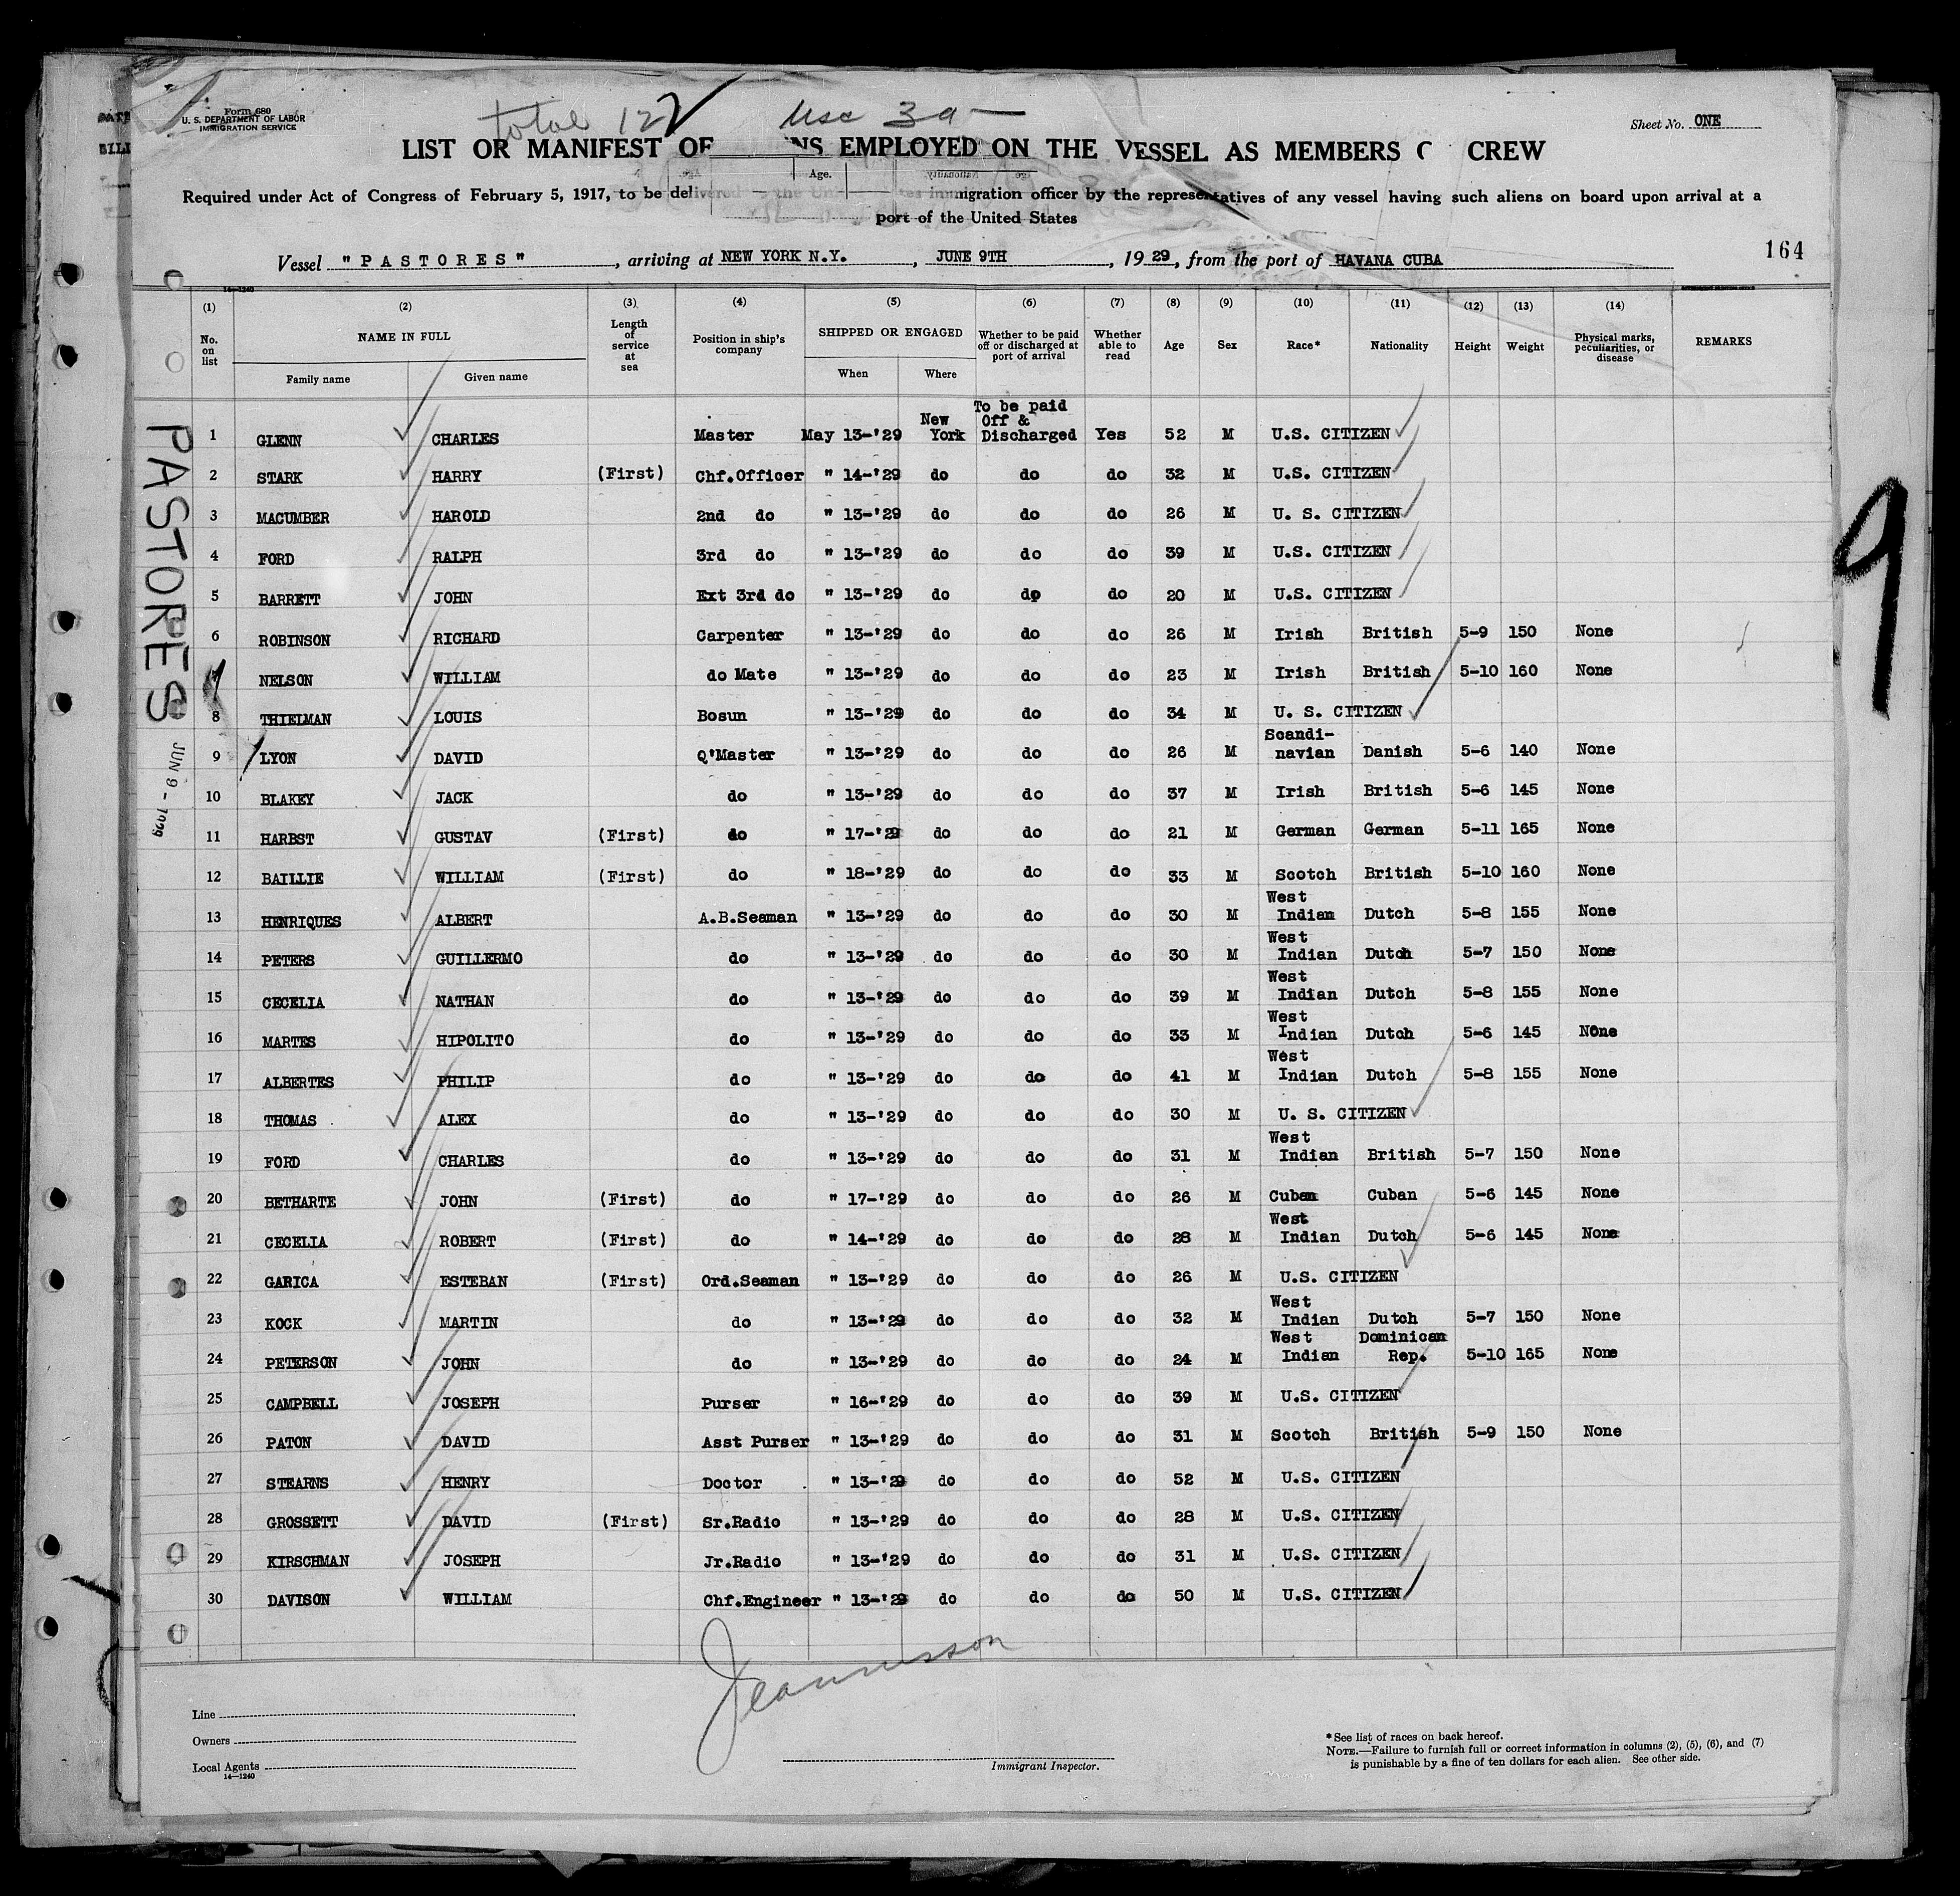 Form 680
U. S. DEPARTMENT OF LABOR
IMMIGRATION SERVICE
total 122
usc 39
Sheet No. ONE
LIST OR MANIFEST OF NS EMPLOYED ON THE VESSEL AS MEMBERS CREW
Age.
Required under Act of Congress of February 5, 1917, to be delivered the immigration officer by the representatives of any vessel having such aliens on board upon arrival at a
port of the United States
Vessel "PASTORES", arriving at NEW YORK N.Y., JUNE 9TH, 1929, from the port of HAVANA CUBA
164
14—1240
(1) (2) (3) (4) (5) (6) (7) (8) (9) (10) (11) (12) (13) (14)
No. on list NAME IN FULL Family name Given name Length of service at sea Position in ship's company SHIPPED OR ENGAGED When Where Whether to be paid off or discharged at port of arrival Whether able to read Age Sex Race* Nationality Height Weight Physical marks, peculiarities, or disease REMARKS
1 GLENN CHARLES Master May 13-'29 New York To be paid Off & Discharged Yes 52 M U.S. CITIZEN
2 STARK HARRY (First) Chf.Officer " 14-'29 do do do 32 M U.S. CITIZEN
3 MACUMBER HAROLD 2nd do " 13-'29 do do do 26 M U. S. CITIZEN
4 FORD RALPH 3rd do " 13-'29 do do do 39 M U.S. CITIZEN
5 BARRETT JOHN Ext 3rd do " 13-'29 do do do 20 M U.S. CITIZEN
6 ROBINSON RICHARD Carpenter " 13-'29 do do do 26 M Irish British 5-9 150 None
7 NELSON WILLIAM do Mate " 13-'29 do do do 23 M Irish British 5-10 160 None
8 THIELMAN LOUIS Bosun " 13-'29 do do do 34 M U. S. CITIZEN
9 LYON DAVID Q'Master " 13-'29 do do do 26 M Scandi-navian Danish 5-6 140 None
10 BLAKEY JACK do " 13-'29 do do do 37 M Irish British 5-6 145 None
11 HARBST GUSTAV (First) do " 17-'29 do do do 21 M German German 5-11 165 None
12 BAILLIE WILLIAM (First) do " 18-'29 do do do 33 M Scotch British 5-10 160 None
13 HENRIQUES ALBERT A.B.Seaman " 13-'29 do do do 30 M West Indian Dutch 5-8 155 None
14 PETERS GUILLERMO do " 13-'29 do do do 30 M West Indian Dutch 5-7 150 None
15 CECELIA NATHAN do " 13-'29 do do do 39 M West Indian Dutch 5-8 155 None
16 MARTES HIPOLITO do " 13-'29 do do do 33 M West Indian Dutch 5-6 145 None
17 ALBERTES PHILIP do " 13-'29 do do do 41 M West Indian Dutch 5-8 155 None
18 THOMAS ALEX do " 13-'29 do do do 30 M U. S. CITIZEN
19 FORD CHARLES do " 13-'29 do do do 31 M West Indian British 5-7 150 None
20 BETHARTE JOHN (First) do " 17-'29 do do do 26 M Cuban Cuban 5-6 145 None
21 CECELIA ROBERT (First) do " 14-'29 do do do 28 M West Indian Dutch 5-6 145 None
22 GARICA ESTEBAN (First) Ord.Seaman " 13-'29 do do do 26 M U.S. CITIZEN
23 KOCK MARTIN do " 13-'29 do do do 32 M West Indian Dutch 5-7 150 None
24 PETERSON JOHN do " 13-'29 do do do 24 M West Indian Dominican Rep. 5-10 165 None
25 CAMPBELL JOSEPH Purser " 16-'29 do do do 39 M U.S. CITIZEN
26 PATON DAVID Asst Purser " 13-'29 do do do 31 M Scotch British 5-9 150 None
27 STEARNS HENRY Doctor " 13-'29 do do do 52 M U.S. CITIZEN
28 GROSSETT DAVID (First) Sr.Radio " 13-'29 do do do 28 M U.S. CITIZEN
29 KIRSCHMAN JOSEPH Jr.Radio " 13-'29 do do do 31 M U.S. CITIZEN
30 DAVISON WILLIAM Chf.Engineer " 13-'29 do do do 50 M U.S. CITIZEN
PASTORES
JUN 9 - 1929
9
Line
Owners
Local Agents
14—1240
Immigrant Inspector.
*See list of races on back hereof.
NOTE.—Failure to furnish full or correct information in columns (2), (5), (6), and (7)
is punishable by a fine of ten dollars for each alien. See other side.